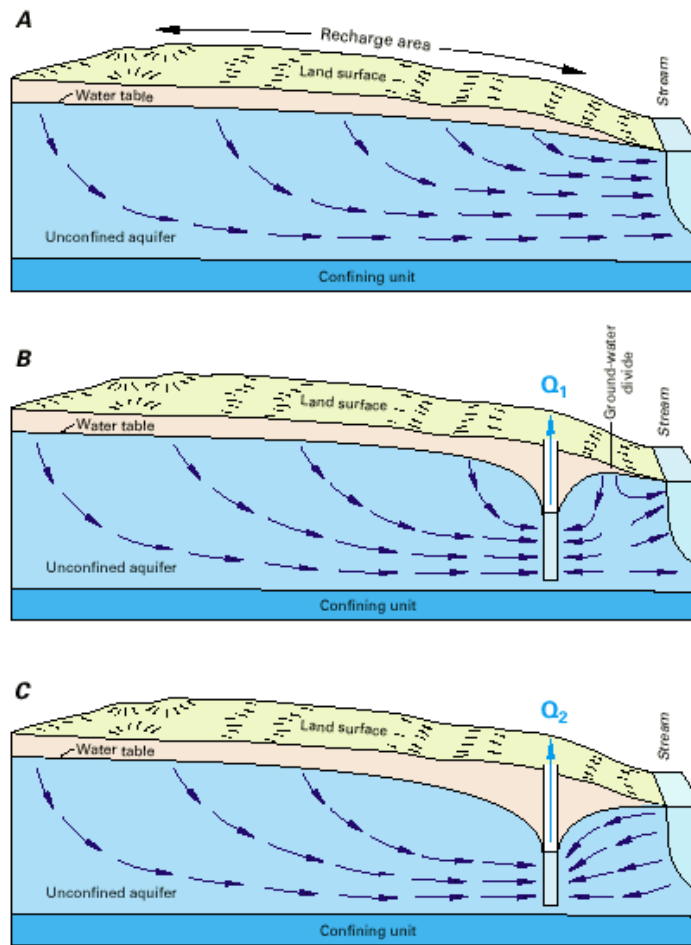 A
Recharge area
Land surface
Stream
Water table
Unconfined aquifer
Confining unit
B
Q1
Ground-water
divide
Stream
Land surface
Water table
Unconfined aquifer
Confining unit
C
Q2
Stream
Land surface
Water table
Unconfined aquifer
Confining unit